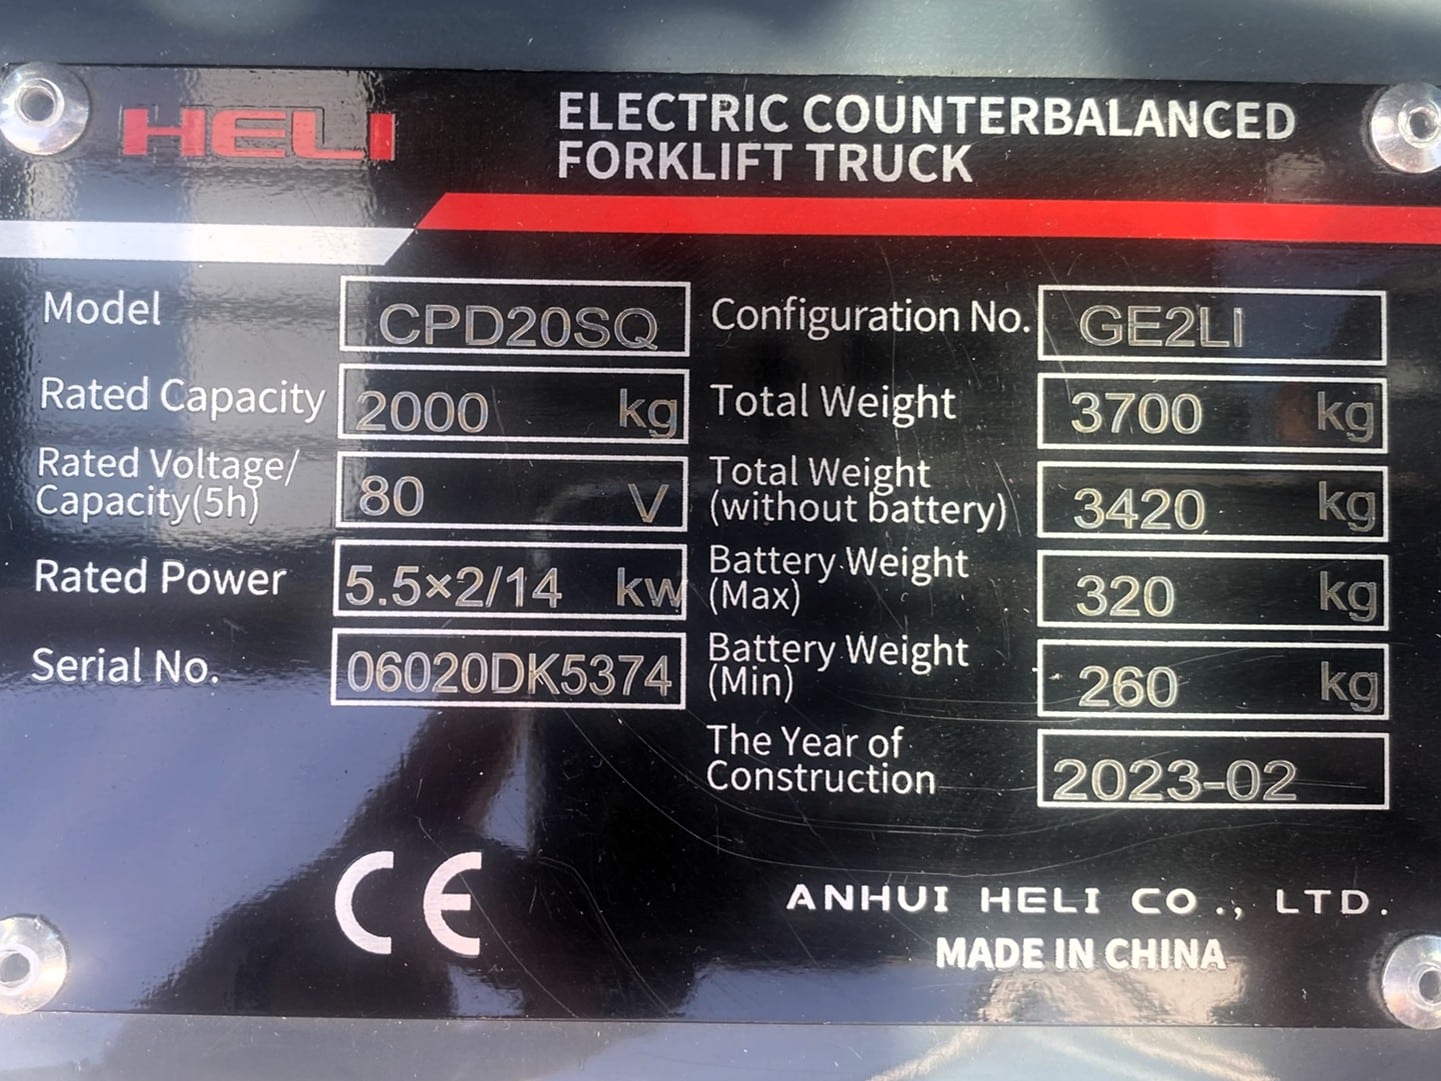 HELI
ELECTRIC COUNTERBALANCED
FORKLIFT TRUCK
Model CPD20SQ
Configuration No. GE2LI
Rated Capacity 2000 kg
Total Weight 3700 kg
Rated Voltage/
Capacity(5h) 80 V
Total Weight
(without battery) 3420 kg
Rated Power 5.5×2/14 kw
Battery Weight
(Max) 320 kg
Serial No. 06020DK5374
Battery Weight
(Min) 260 kg
The Year of
Construction 2023-02
CE
ANHUI HELI CO., LTD.
MADE IN CHINA